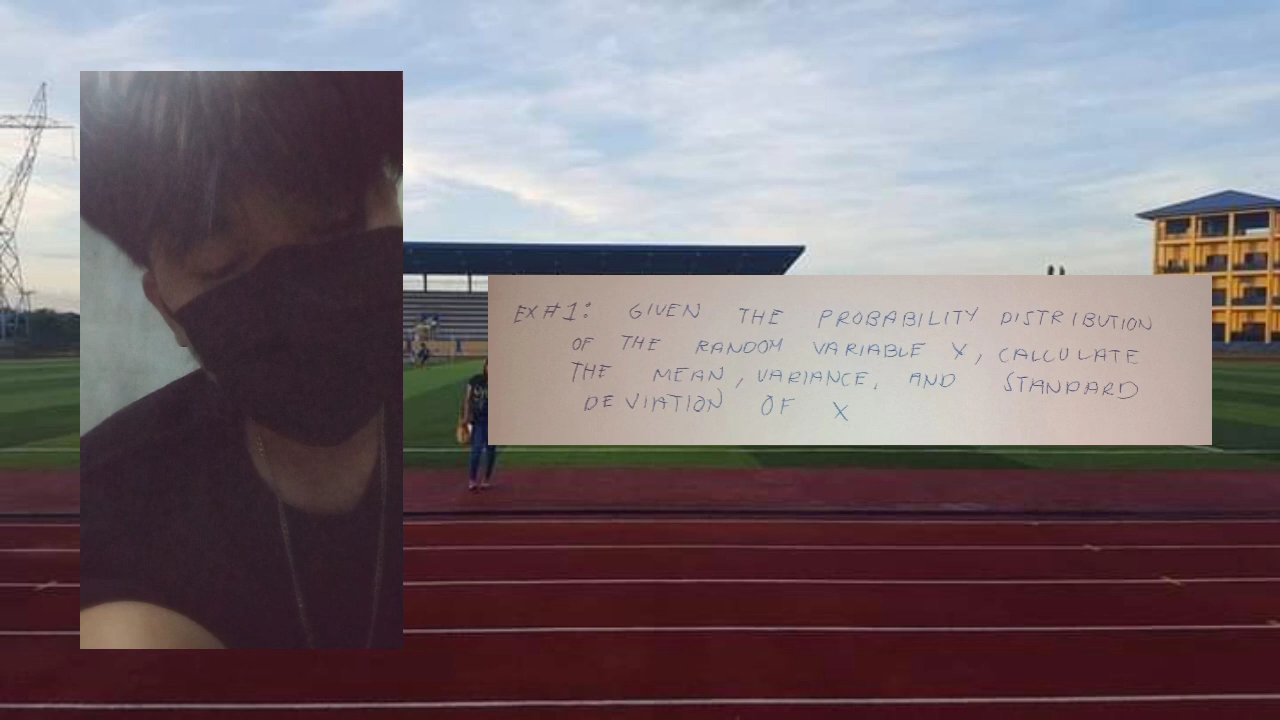 EX#1: GIVEN THE PROBABILITY DISTRIBUTION
OF THE RANDOM VARIABLE X, CALCULATE
THE MEAN, VARIANCE, AND STANDARD
DEVIATION OF X